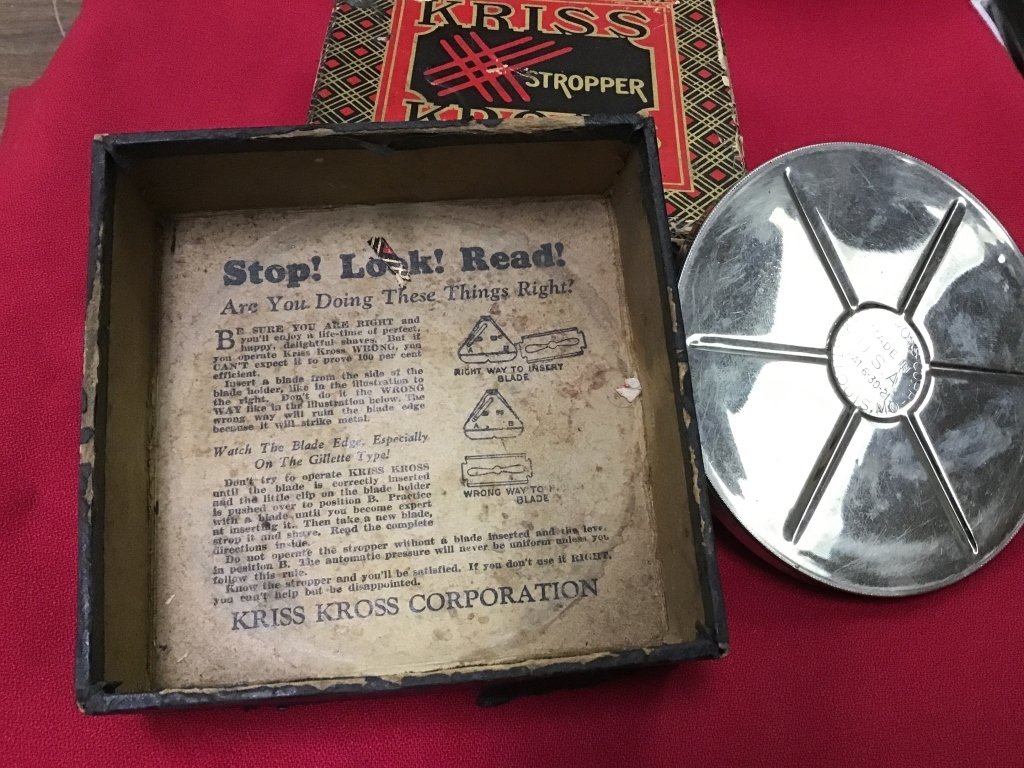 KRISS
STROPPER
Stop! Look! Read!
Are You Doing These Things Right?
BE SURE YOU ARE RIGHT and
you'll enjoy a life-time of perfect,
happy, delightful shaves. But if
you operate Kriss Kross WRONG, you
CAN'T expect it to prove 100 per cent
efficient.
Insert a blade from the side of the
blade holder, like in the illustration to
the right. Don't do it the WRONG
WAY like in the illustration below. The
wrong way will ruin the blade edge
because it will strike metal.
Watch The Blade Edge, Especially
On The Gillette Type!
Don't try to operate KRISS KROSS
until the blade is correctly inserted
and the little clip on the blade holder
is pushed over to position B. Practice
with a blade until you become expert
at inserting it. Then take a new blade,
strop it and shave. Read the complete
directions inside.
Do not operate the stropper without a blade inserted and the leve
in position B. The automatic pressure will never be uniform unless you
follow this rule.
Know the stropper and you'll be satisfied. If you don't use it RIGHT,
you can't help but be disappointed.
KRISS KROSS CORPORATION
RIGHT WAY TO INSERT
BLADE
A B
WRONG WAY TO
BLADE
MADE IN
U.S.A.